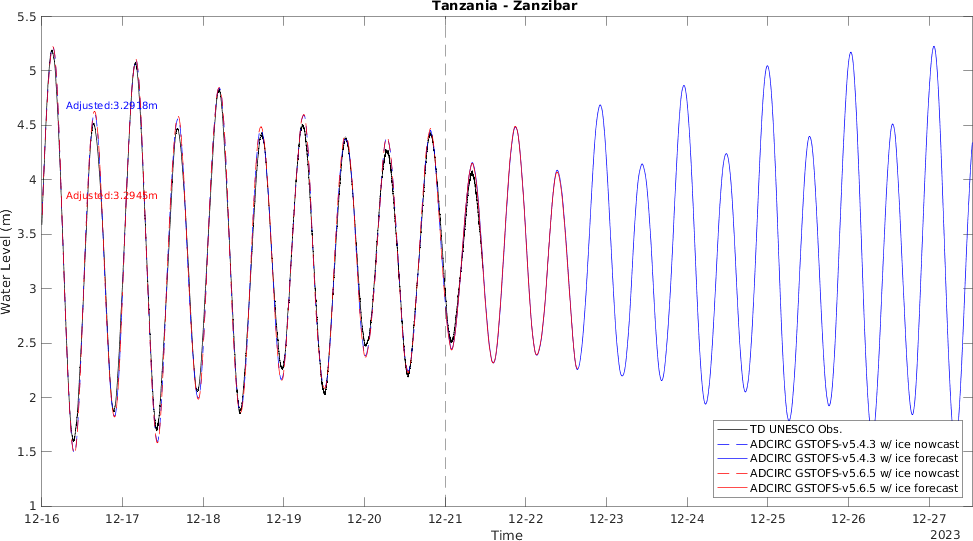 Tanzania - Zanzibar
5.5
5
4.5
4
3.5
3
2.5
2
1.5
1
Water Level (m)
Adjusted:3.2918m
Adjusted:3.2945m
TD UNESCO Obs.
ADCIRC GSTOFS-v5.4.3 w/ ice nowcast
ADCIRC GSTOFS-v5.4.3 w/ ice forecast
ADCIRC GSTOFS-v5.6.5 w/ ice nowcast
ADCIRC GSTOFS-v5.6.5 w/ ice forecast
12-16 12-17 12-18 12-19 12-20 12-21 12-22 12-23 12-24 12-25 12-26 12-27
Time
2023